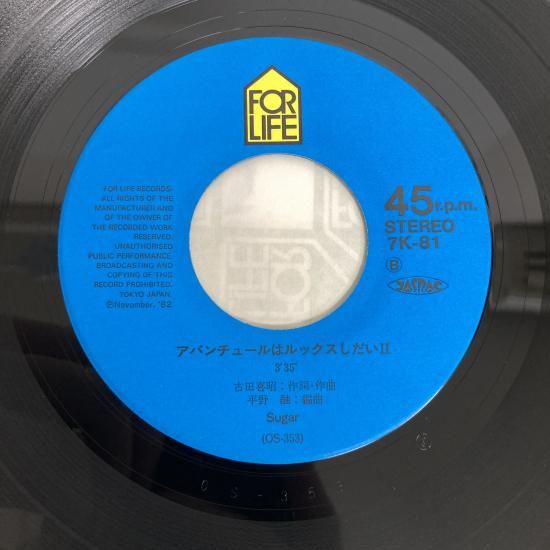 FOR
LIFE
FOR LIFE RECORDS:
ALL RIGHTS OF THE
MANUFACTURER AND
OF THE OWNER OF
THE RECORDED WORK
RESERVED.
UNAUTHORISED
PUBLIC PERFORMANCE,
BROADCASTING AND
COPYING OF THIS
RECORD PROHIBITED.
TOKYO JAPAN.
ⓅNovember, '82
45r.p.m.
STEREO
7K-81
Ⓑ
JASRAC
アバンチュールはルックスしだいII
3'35"
古田喜昭:作詞・作曲
平野 融:編曲
Sugar
(OS-353)
OS-353